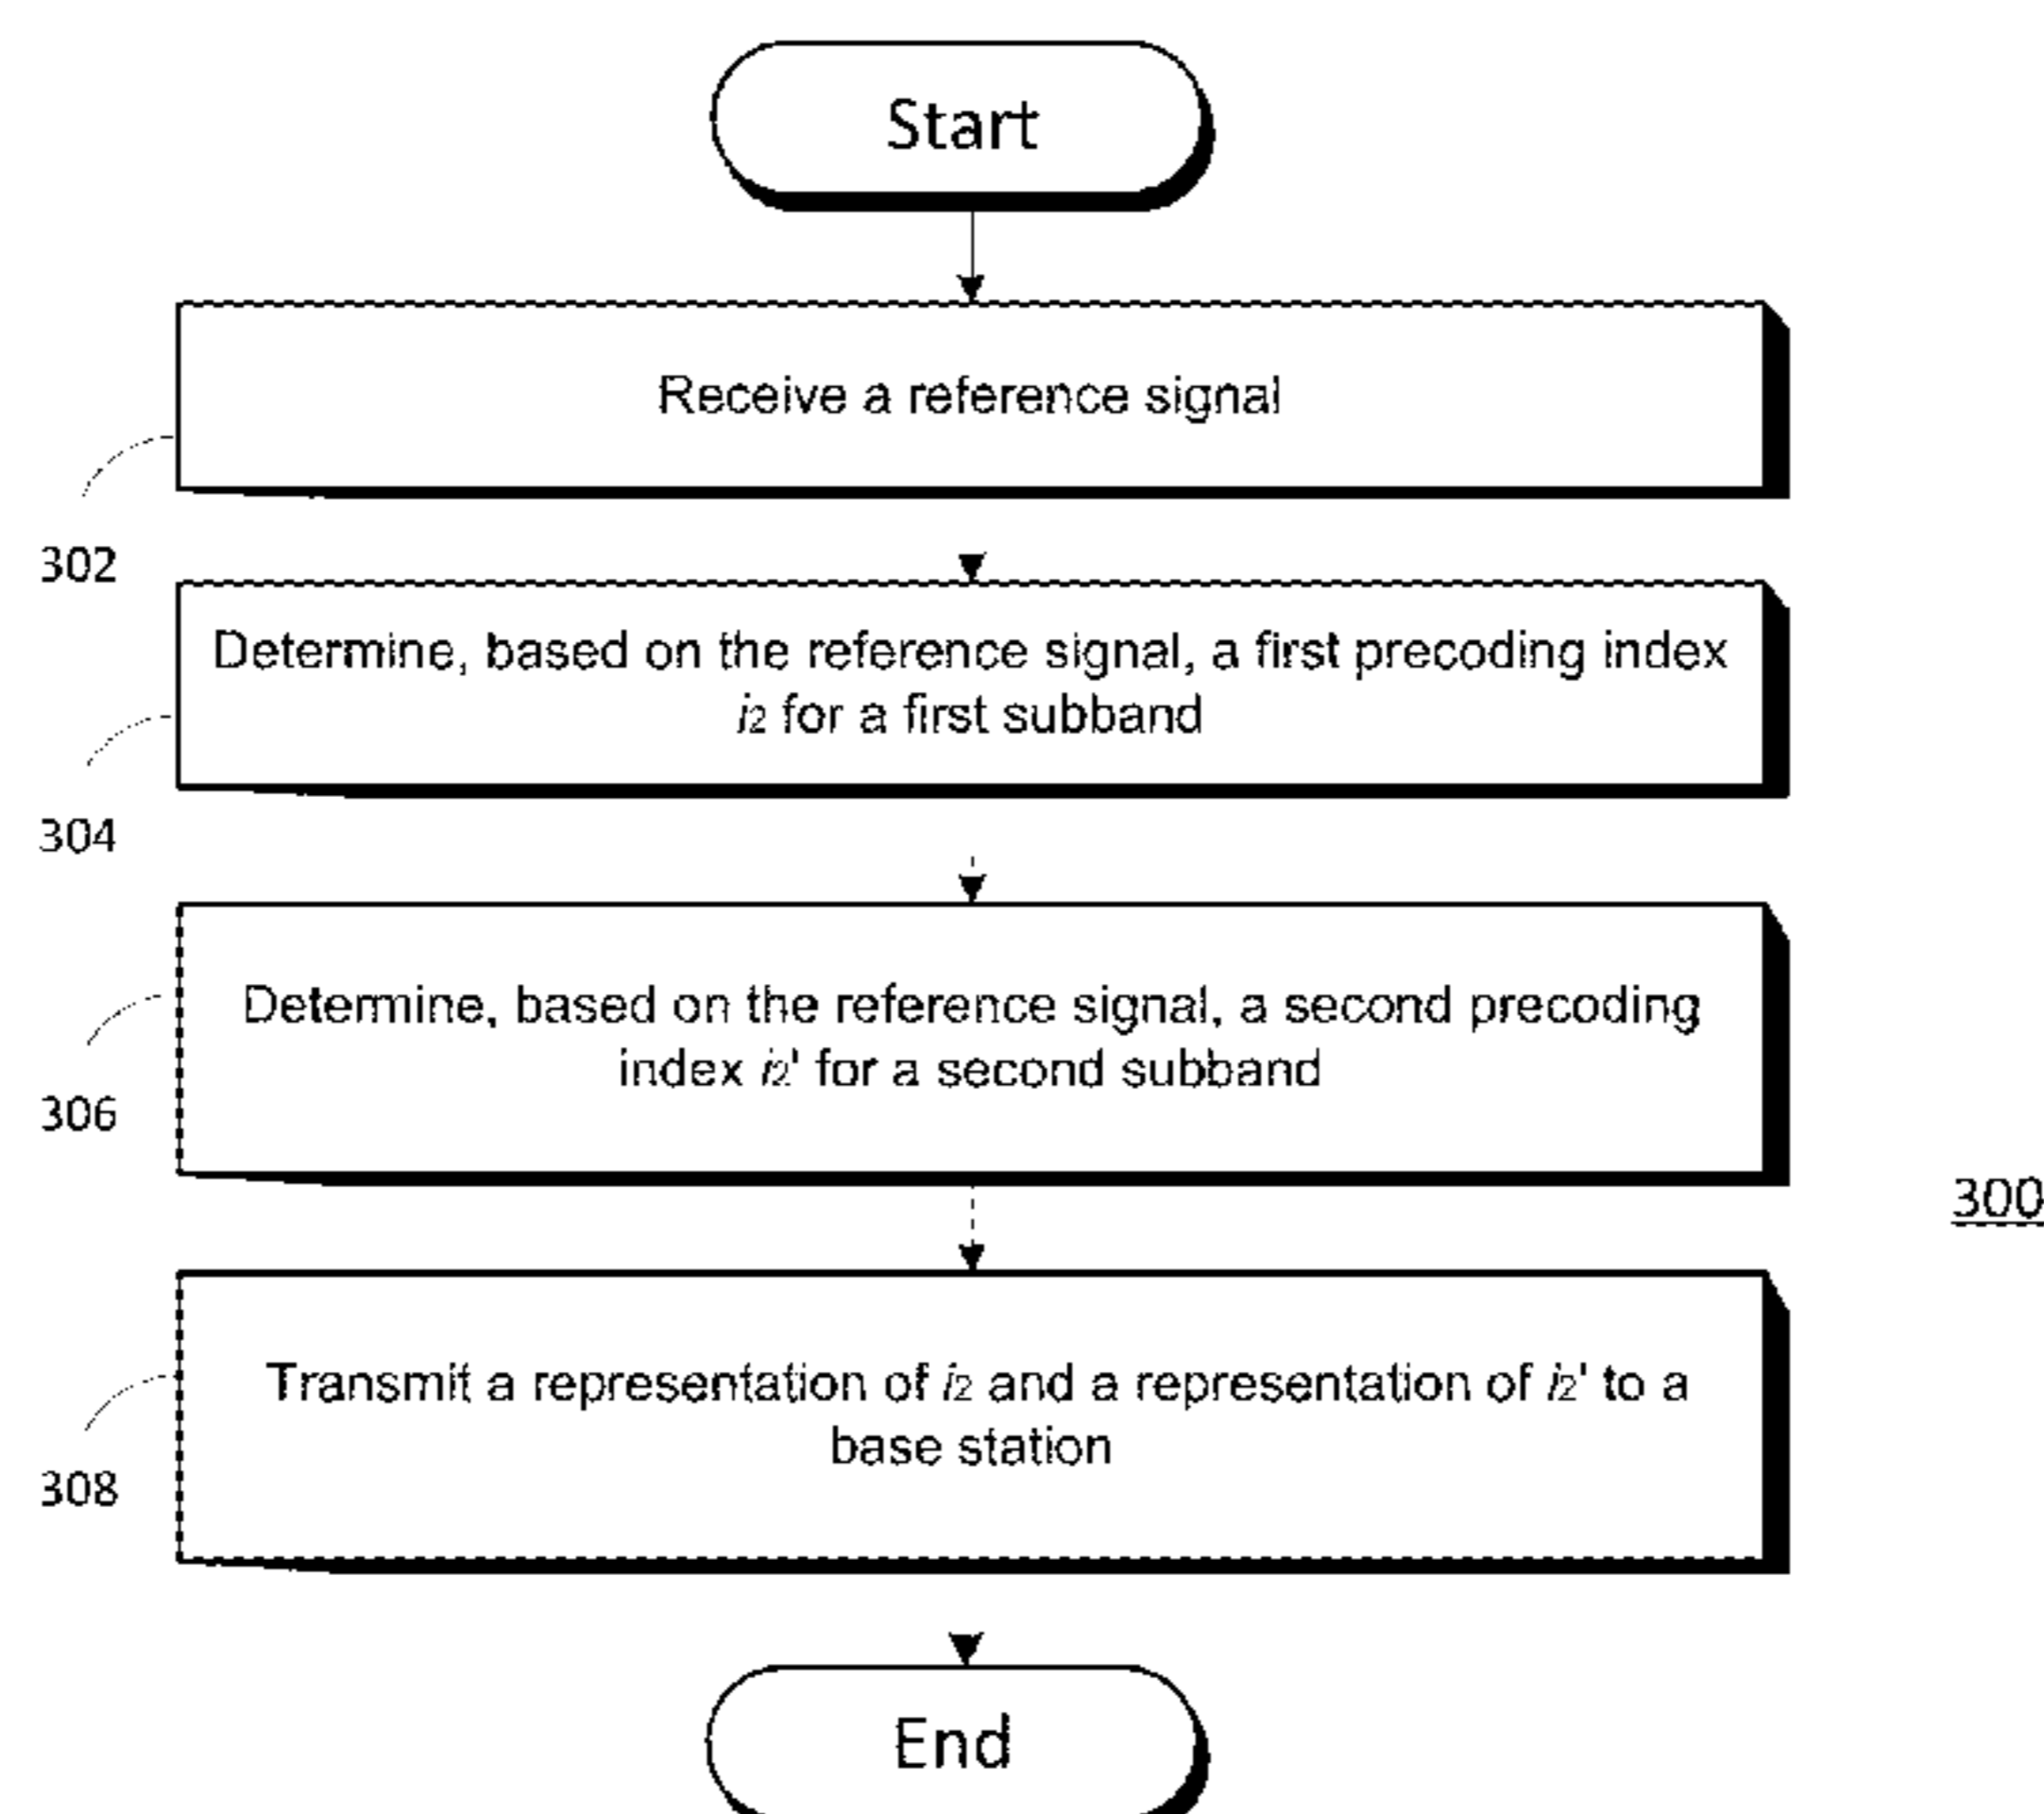 Start
Receive a reference signal
302
Determine, based on the reference signal, a first precoding index
i2 for a first subband
304
Determine, based on the reference signal, a second precoding
index i2' for a second subband
306
300
Transmit a representation of i2 and a representation of i2' to a
base station
308
End